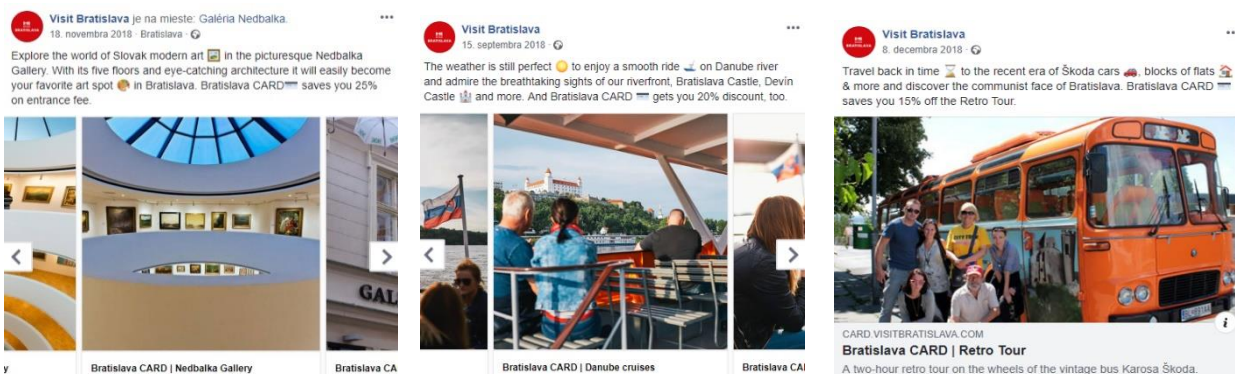 Visit Bratislava je na mieste: Galéria Nedbalka.
18. novembra 2018 · Bratislava ·
Explore the world of Slovak modern art 🖼️ in the picturesque Nedbalka
Gallery. With its five floors and eye-catching architecture it will easily become
your favorite art spot 🎨 in Bratislava. Bratislava CARD💳 saves you 25%
on entrance fee.
GAL
y
Bratislava CARD | Nedbalka Gallery
Bratislava CA
Visit Bratislava
15. septembra 2018 ·
The weather is still perfect 🌞 to enjoy a smooth ride 🛥️ on Danube river
and admire the breathtaking sights of our riverfront, Bratislava Castle, Devín
Castle 🏰 and more. And Bratislava CARD 💳 gets you 20% discount, too.
Bratislava CARD | Danube cruises
Bratislava CAI
Visit Bratislava
8. decembra 2018 ·
Travel back in time ⏳ to the recent era of Škoda cars 🚗, blocks of flats 🏠
& more and discover the communist face of Bratislava. Bratislava CARD 💳
saves you 15% off the Retro Tour.
CARD.VISITBRATISLAVA.COM
Bratislava CARD | Retro Tour
A two-hour retro tour on the wheels of the vintage bus Karosa Škoda.